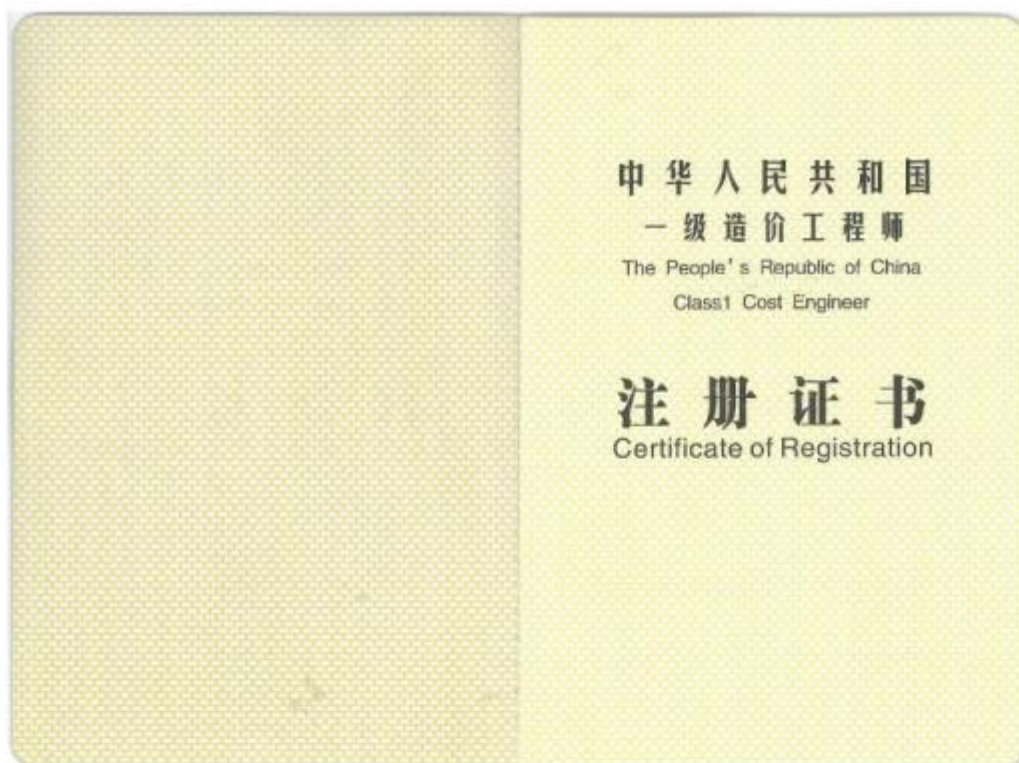 中华人民共和国
一级造价工程师
The People's Republic of China
Class1 Cost Engineer
注册证书
Certificate of Registration